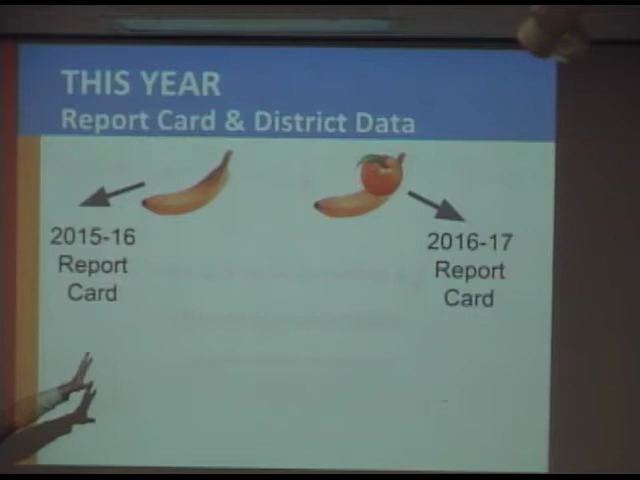 THIS YEAR
Report Card & District Data
2015-16
Report
Card
2016-17
Report
Card